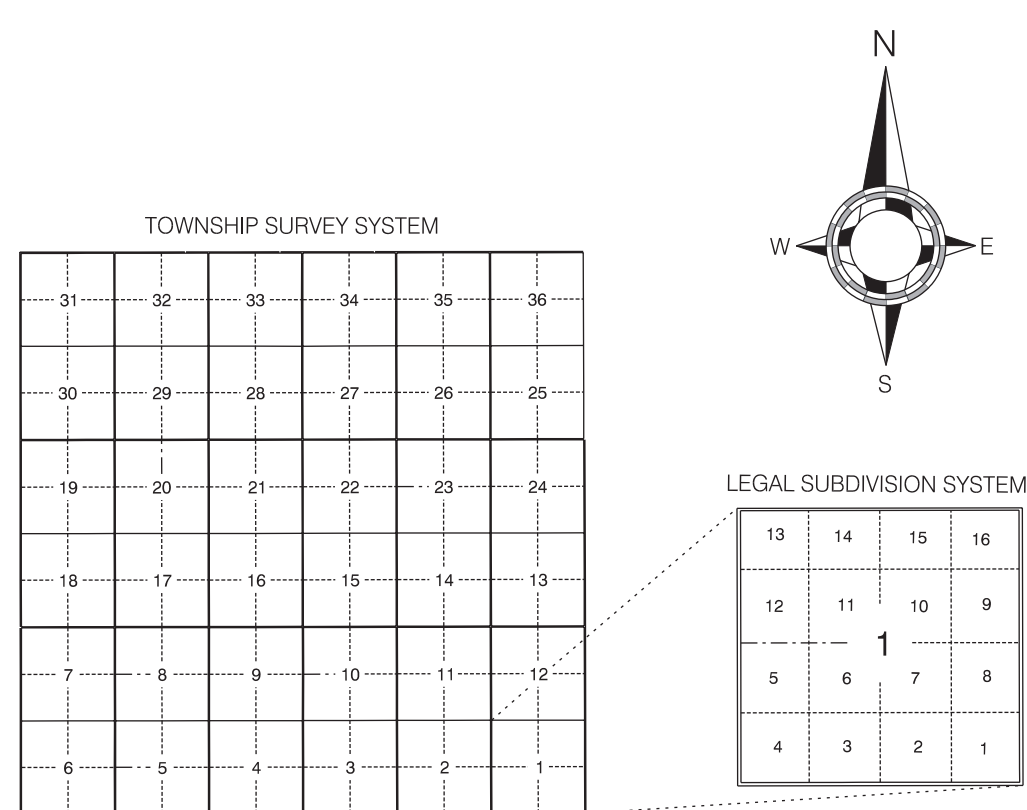 N
W E
S
TOWNSHIP SURVEY SYSTEM
31 32 33 34 35 36
30 29 28 27 26 25
19 20 21 22 23 24
18 17 16 15 14 13
7 8 9 10 11 12
6 5 4 3 2 1
LEGAL SUBDIVISION SYSTEM
13 14 15 16
12 11 10 9
1
5 6 7 8
4 3 2 1